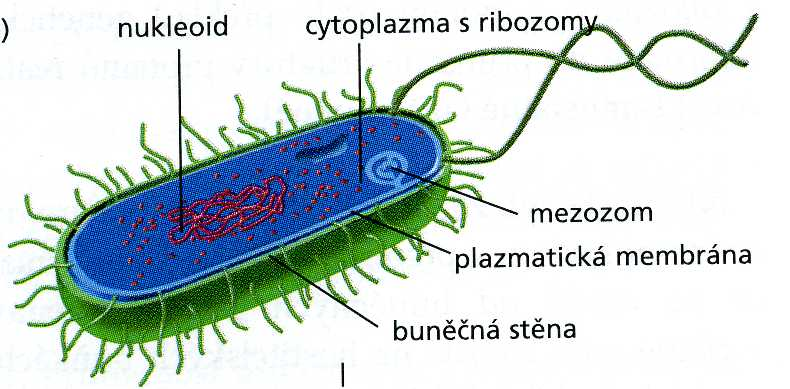 )
nukleoid
cytoplazma s ribozomy
mezozom
plazmatická membrána
buněčná stěna